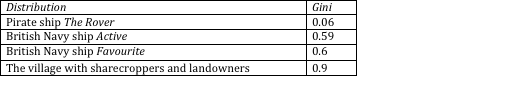 Distribution Gini
Pirate ship The Rover 0.06
British Navy ship Active 0.59
British Navy ship Favourite 0.6
The village with sharecroppers and landowners 0.9